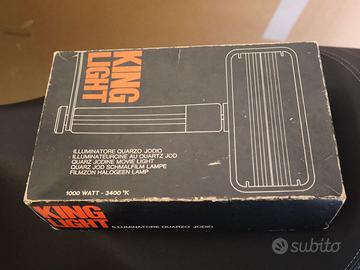 KING
LIGHT
ILLUMINATORE QUARZO JODIO
ILLUMINATEURCINE AU QUARTZ JOD
QUARZ JODINE MOVIE LIGHT
QUARZ JOD SCHMALFILM LAMPE
FILMZON HALOGEEN LAMP
1000 WATT - 3400 °K
KING
LIGHT
ILLUMINATORE QUARZO JODIO
subito